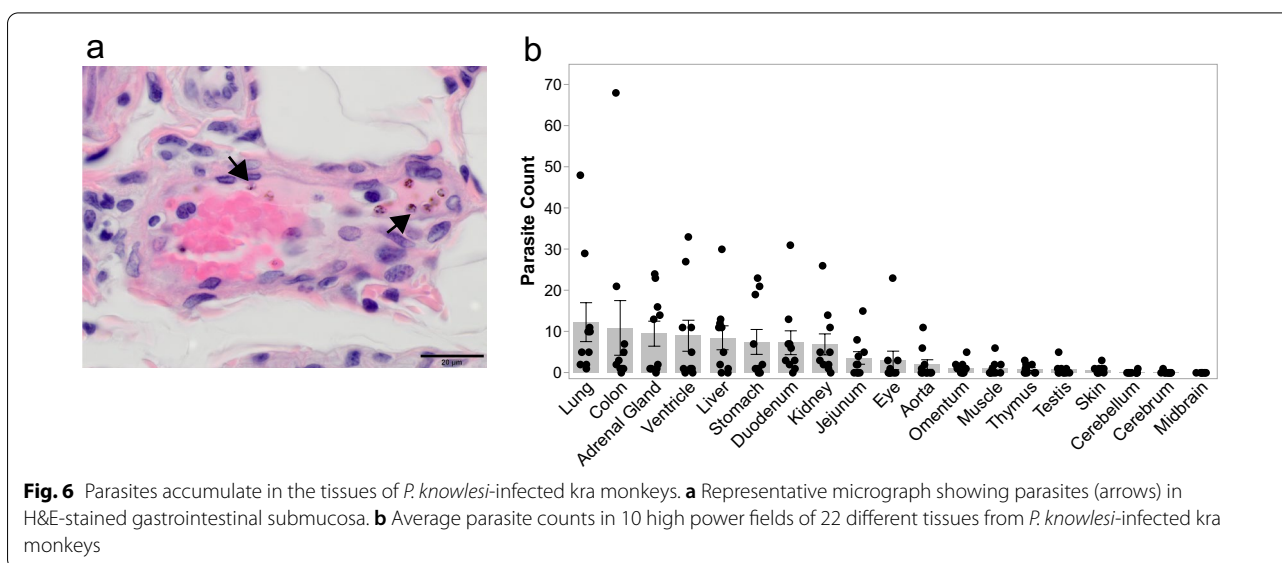 a
20 µm
b
Parasite Count
70
60
50
40
30
20
10
0
Lung
Colon
Adrenal Gland
Ventricle
Liver
Stomach
Duodenum
Kidney
Jejunum
Eye
Aorta
Omentum
Muscle
Thymus
Testis
Skin
Cerebellum
Cerebrum
Midbrain
Fig. 6 Parasites accumulate in the tissues of P. knowlesi-infected kra monkeys. a Representative micrograph showing parasites (arrows) in
H&E-stained gastrointestinal submucosa. b Average parasite counts in 10 high power fields of 22 different tissues from P. knowlesi-infected kra
monkeys